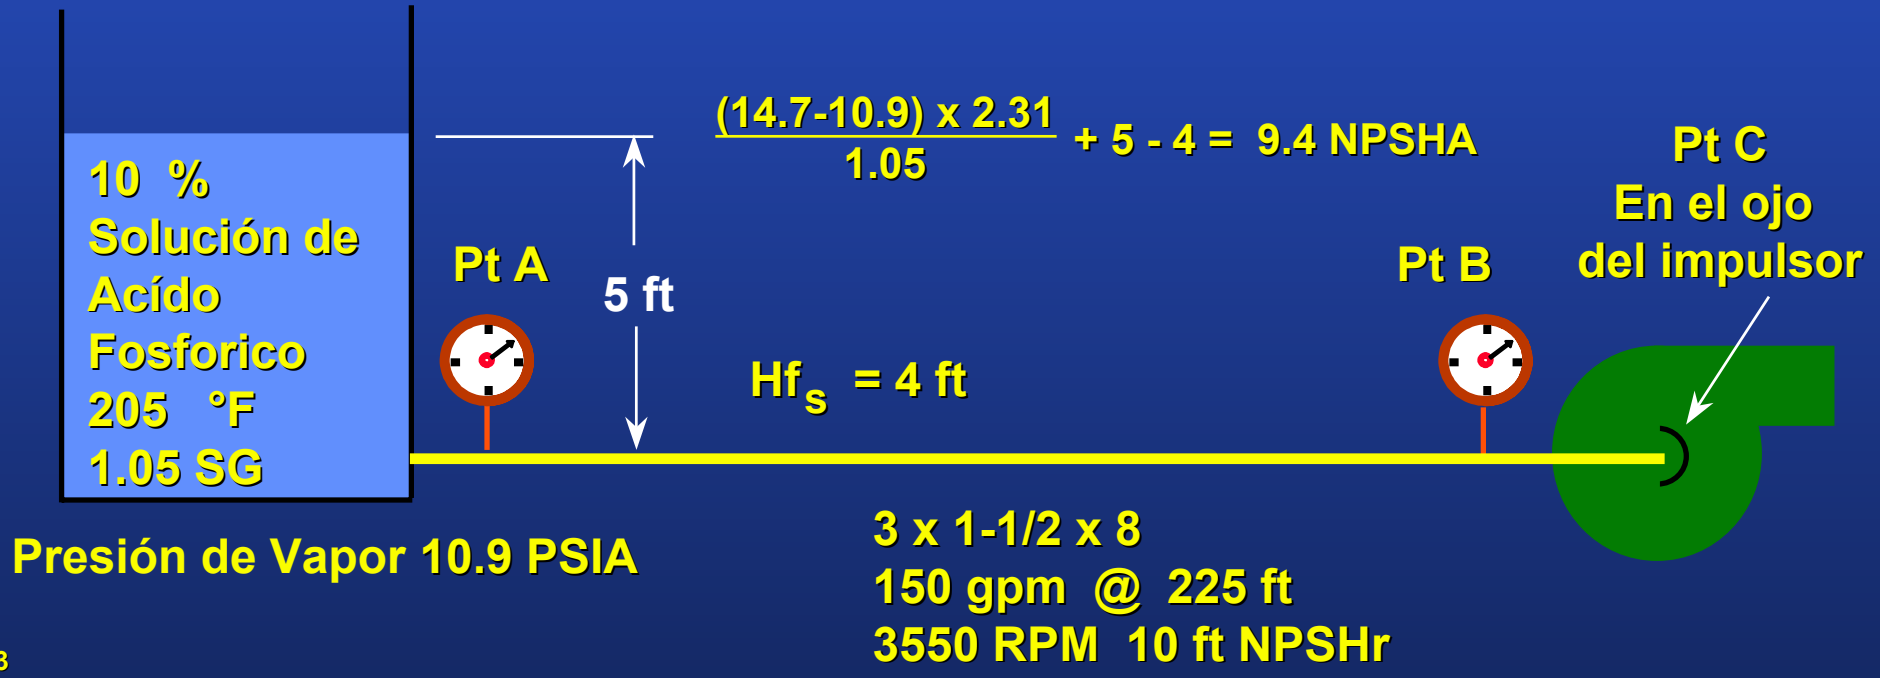 (14.7-10.9) x 2.31
1.05
+ 5 - 4 = 9.4 NPSHA
Pt C
En el ojo
del impulsor
10 %
Solución de
Acído
Fosforico
205 °F
1.05 SG
Pt A
5 ft
Pt B
Hfs = 4 ft
Presión de Vapor 10.9 PSIA
3 x 1-1/2 x 8
150 gpm @ 225 ft
3550 RPM 10 ft NPSHr